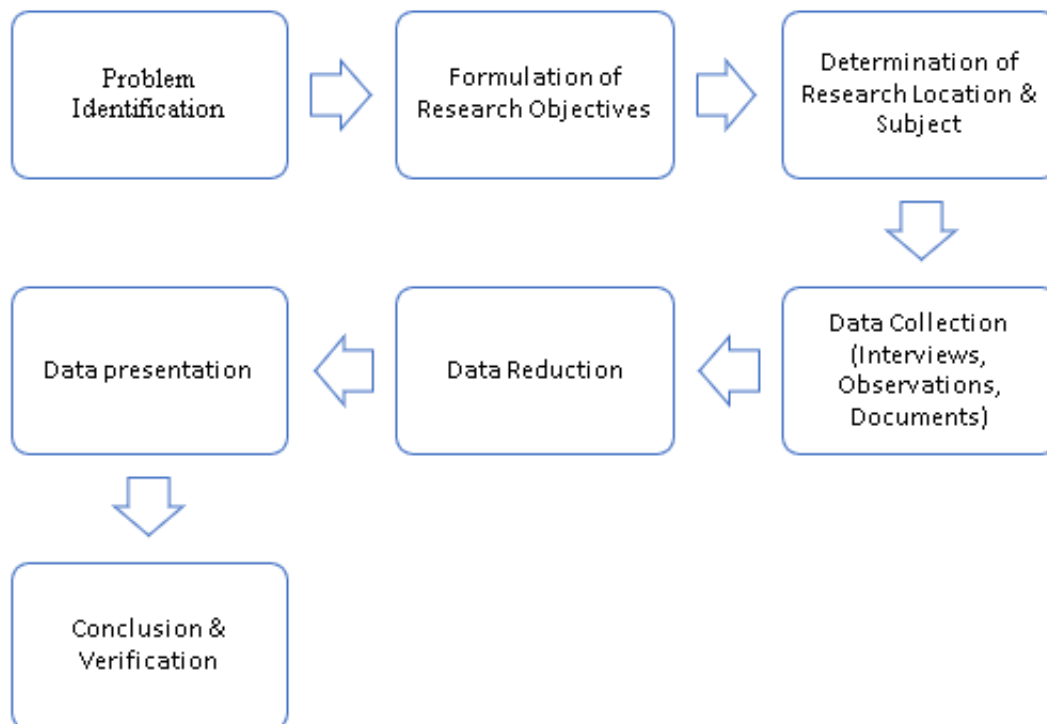 Problem
Identification
Formulation of
Research Objectives
Determination of
Research Location &
Subject
Data Collection
(Interviews,
Observations,
Documents)
Data Reduction
Data presentation
Conclusion &
Verification